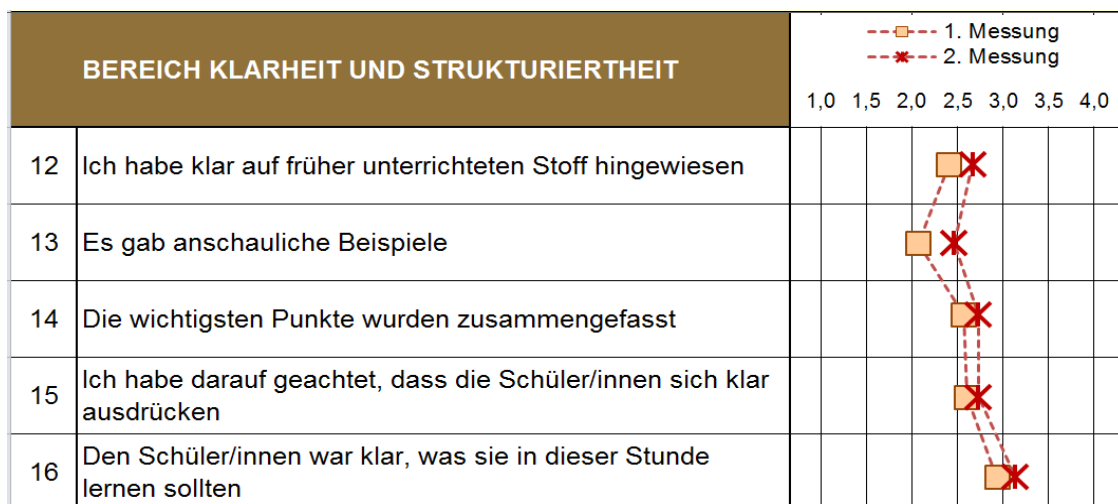 BEREICH KLARHEIT UND STRUKTURIERTHEIT
1. Messung
2. Messung
1,0 1,5 2,0 2,5 3,0 3,5 4,0
12 Ich habe klar auf früher unterrichteten Stoff hingewiesen
13 Es gab anschauliche Beispiele
14 Die wichtigsten Punkte wurden zusammengefasst
15 Ich habe darauf geachtet, dass die Schüler/innen sich klar
ausdrücken
16 Den Schüler/innen war klar, was sie in dieser Stunde
lernen sollten